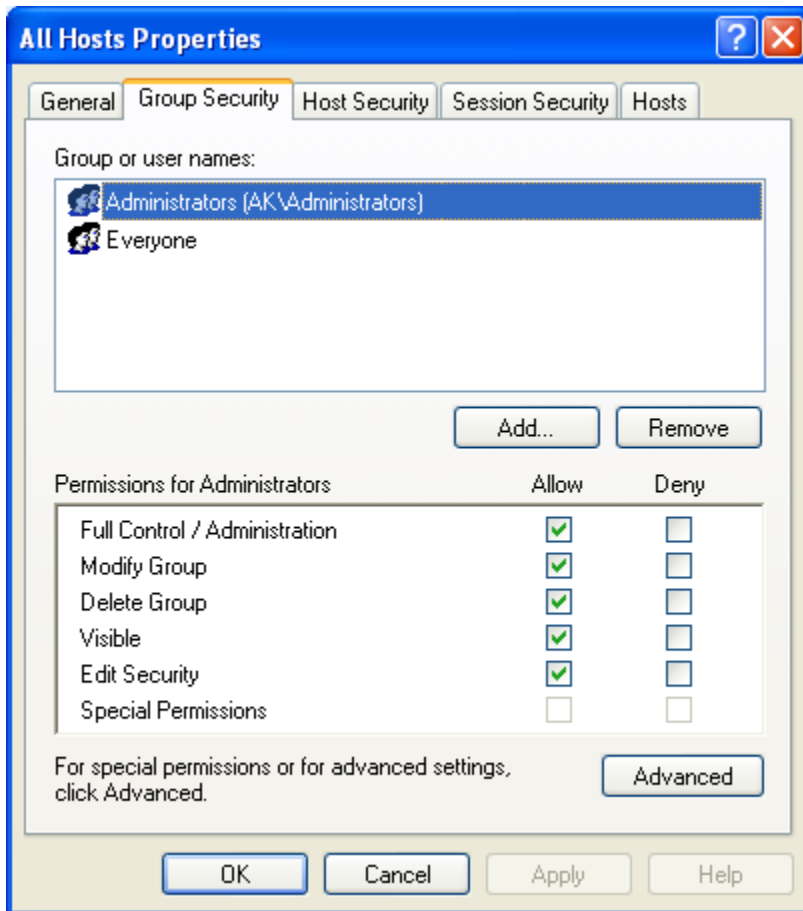 All Hosts Properties
General Group Security Host Security Session Security Hosts
Group or user names:
Administrators (AK\Administrators)
Everyone
Add... Remove
Permissions for Administrators Allow Deny
Full Control / Administration
Modify Group
Delete Group
Visible
Edit Security
Special Permissions
For special permissions or for advanced settings,
click Advanced.
Advanced
OK Cancel Apply Help